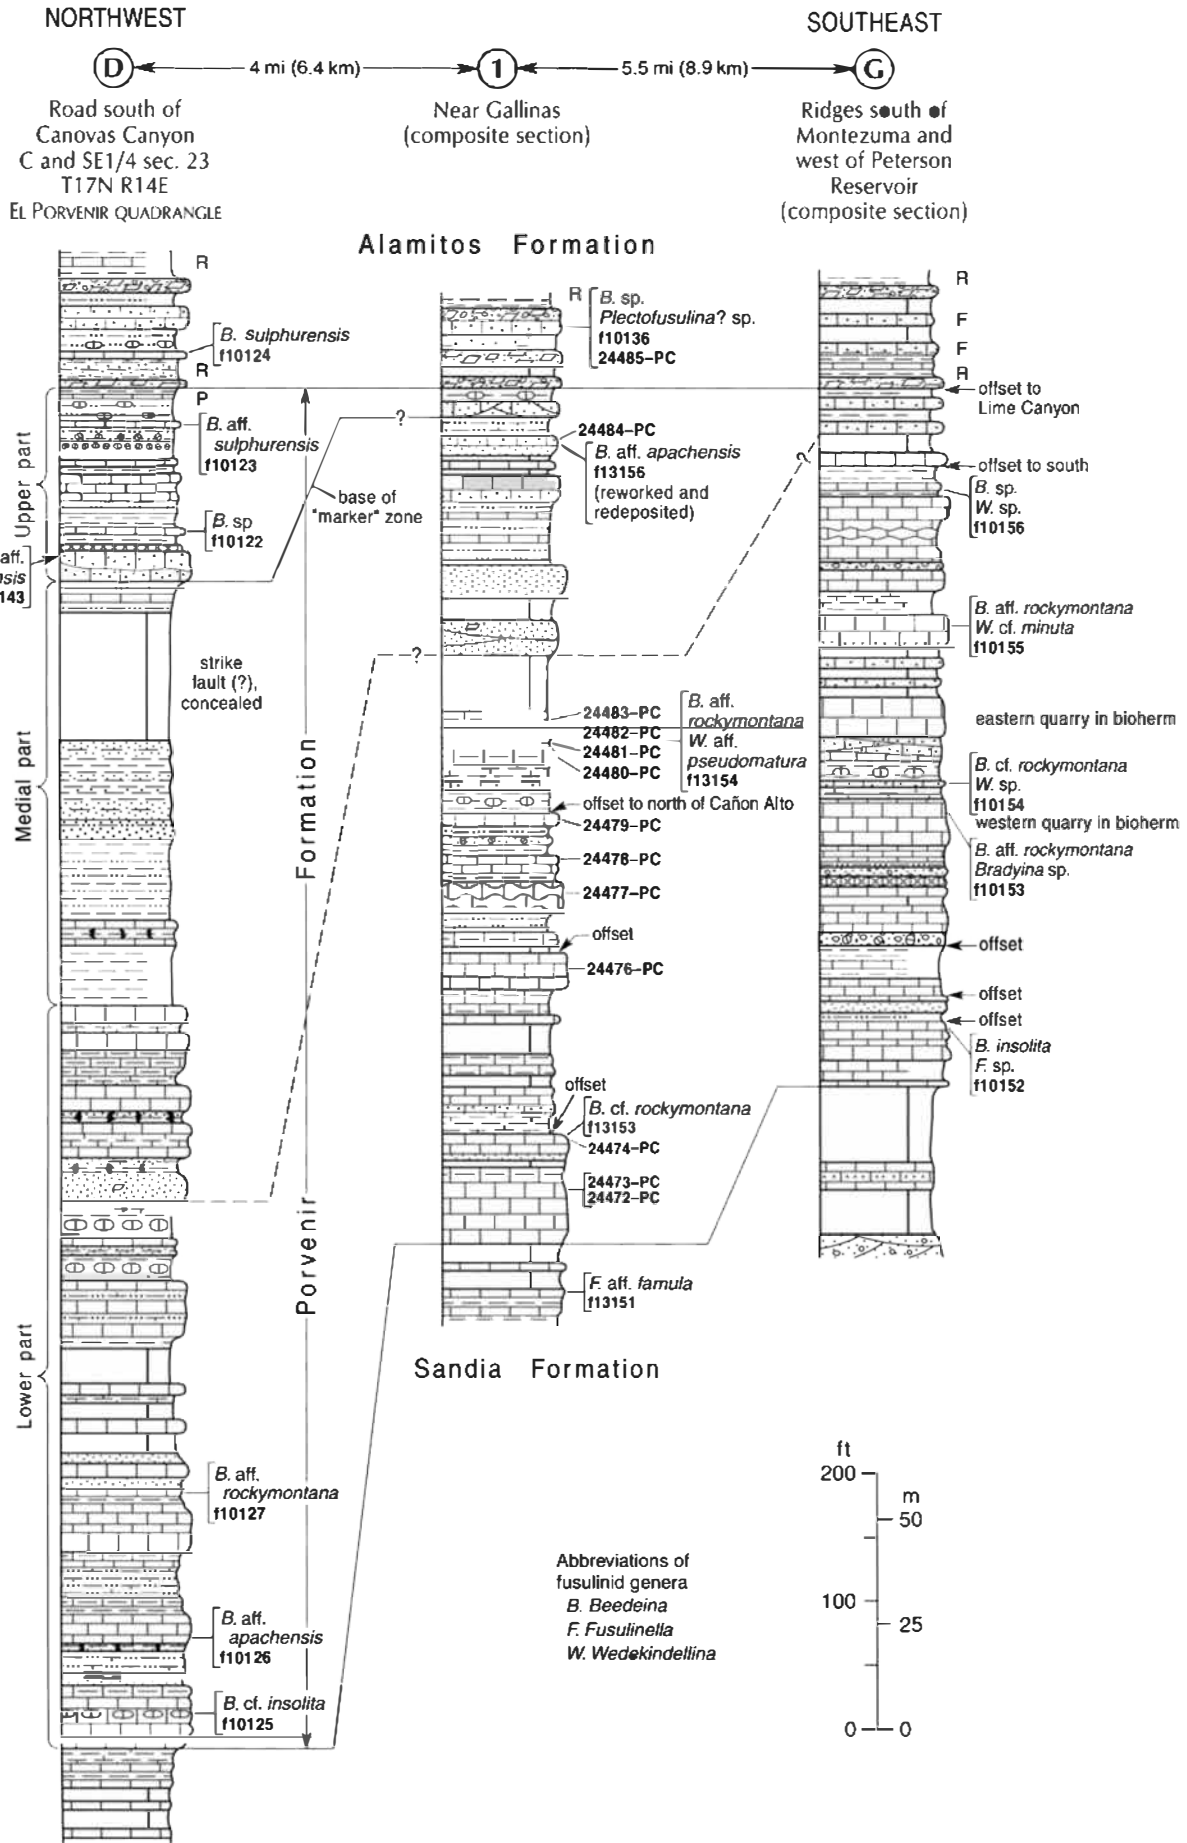 NORTHWEST
SOUTHEAST
D
4 mi (6.4 km)
1
5.5 mi (8.9 km)
G
Road south of
Canovas Canyon
C and SE1/4 sec. 23
T17N R14E
EL PORVENIR QUADRANGLE
Near Gallinas
(composite section)
Ridges south of
Montezuma and
west of Peterson
Reservoir
(composite section)
Alamitos Formation
R
B. sulphurensis
f10124
R
P
B. aff.
sulphurensis
f10123
B. sp
f10122
aff.
nsis
143
Upper part
Medial part
Lower part
base of
"marker" zone
strike
fault (?),
concealed
B. aff.
rockymontana
f10127
B. aff.
apachensis
f10126
B. cf. insolita
f10125
Porvenir Formation
?
?
R
B. sp.
Plectofusulina? sp.
f10136
24485-PC
24484-PC
B. aff. apachensis
f13156
(reworked and
redeposited)
24483-PC
24482-PC
24481-PC
24480-PC
B. aff.
rockymontana
W. aff.
pseudomatura
f13154
offset to north of Cañon Alto
24479-PC
24478-PC
24477-PC
offset
24476-PC
offset
B. cf. rockymontana
f13153
24474-PC
24473-PC
24472-PC
F. aff. famula
f13151
Sandia Formation
R
F
F
R
offset to
Lime Canyon
?
offset to south
B. sp.
W. sp.
f10156
B. aff. rockymontana
W. cf. minuta
f10155
eastern quarry in bioherm
B. cf. rockymontana
W. sp.
f10154
western quarry in bioherm
B. aff. rockymontana
Bradyina sp.
f10153
offset
offset
offset
B. insolita
F. sp.
f10152
Abbreviations of
fusulinid genera
B. Beedeina
F. Fusulinella
W. Wedekindellina
ft
200
m
50
100
25
0
0